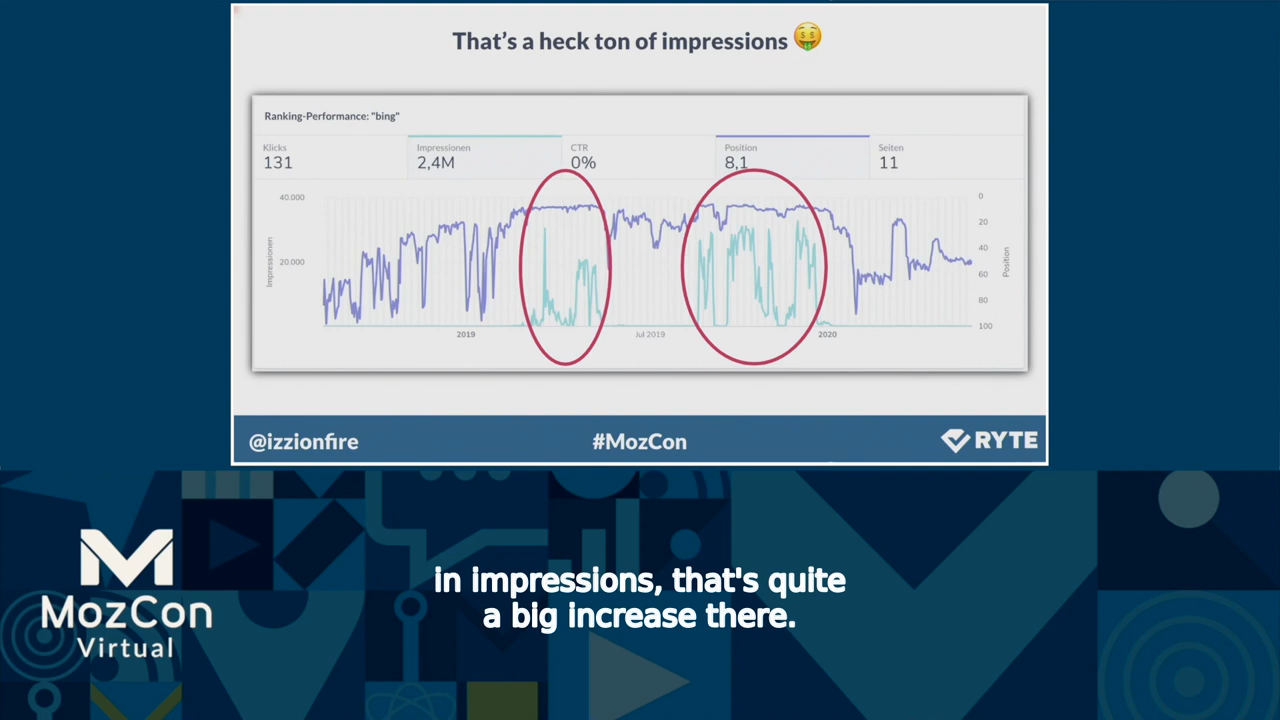 That's a heck ton of impressions
Ranking-Performance: "bing"
Klicks
131
Impressionen
2,4M
CTR
0%
Position
8,1
Seiten
11
40.000
20.000
Impressionen
0
20
40
60
80
100
Position
2019
Jul 2019
2020
@izzionfire
#MozCon
RYTE
MozCon
Virtual
in impressions, that's quite
a big increase there.